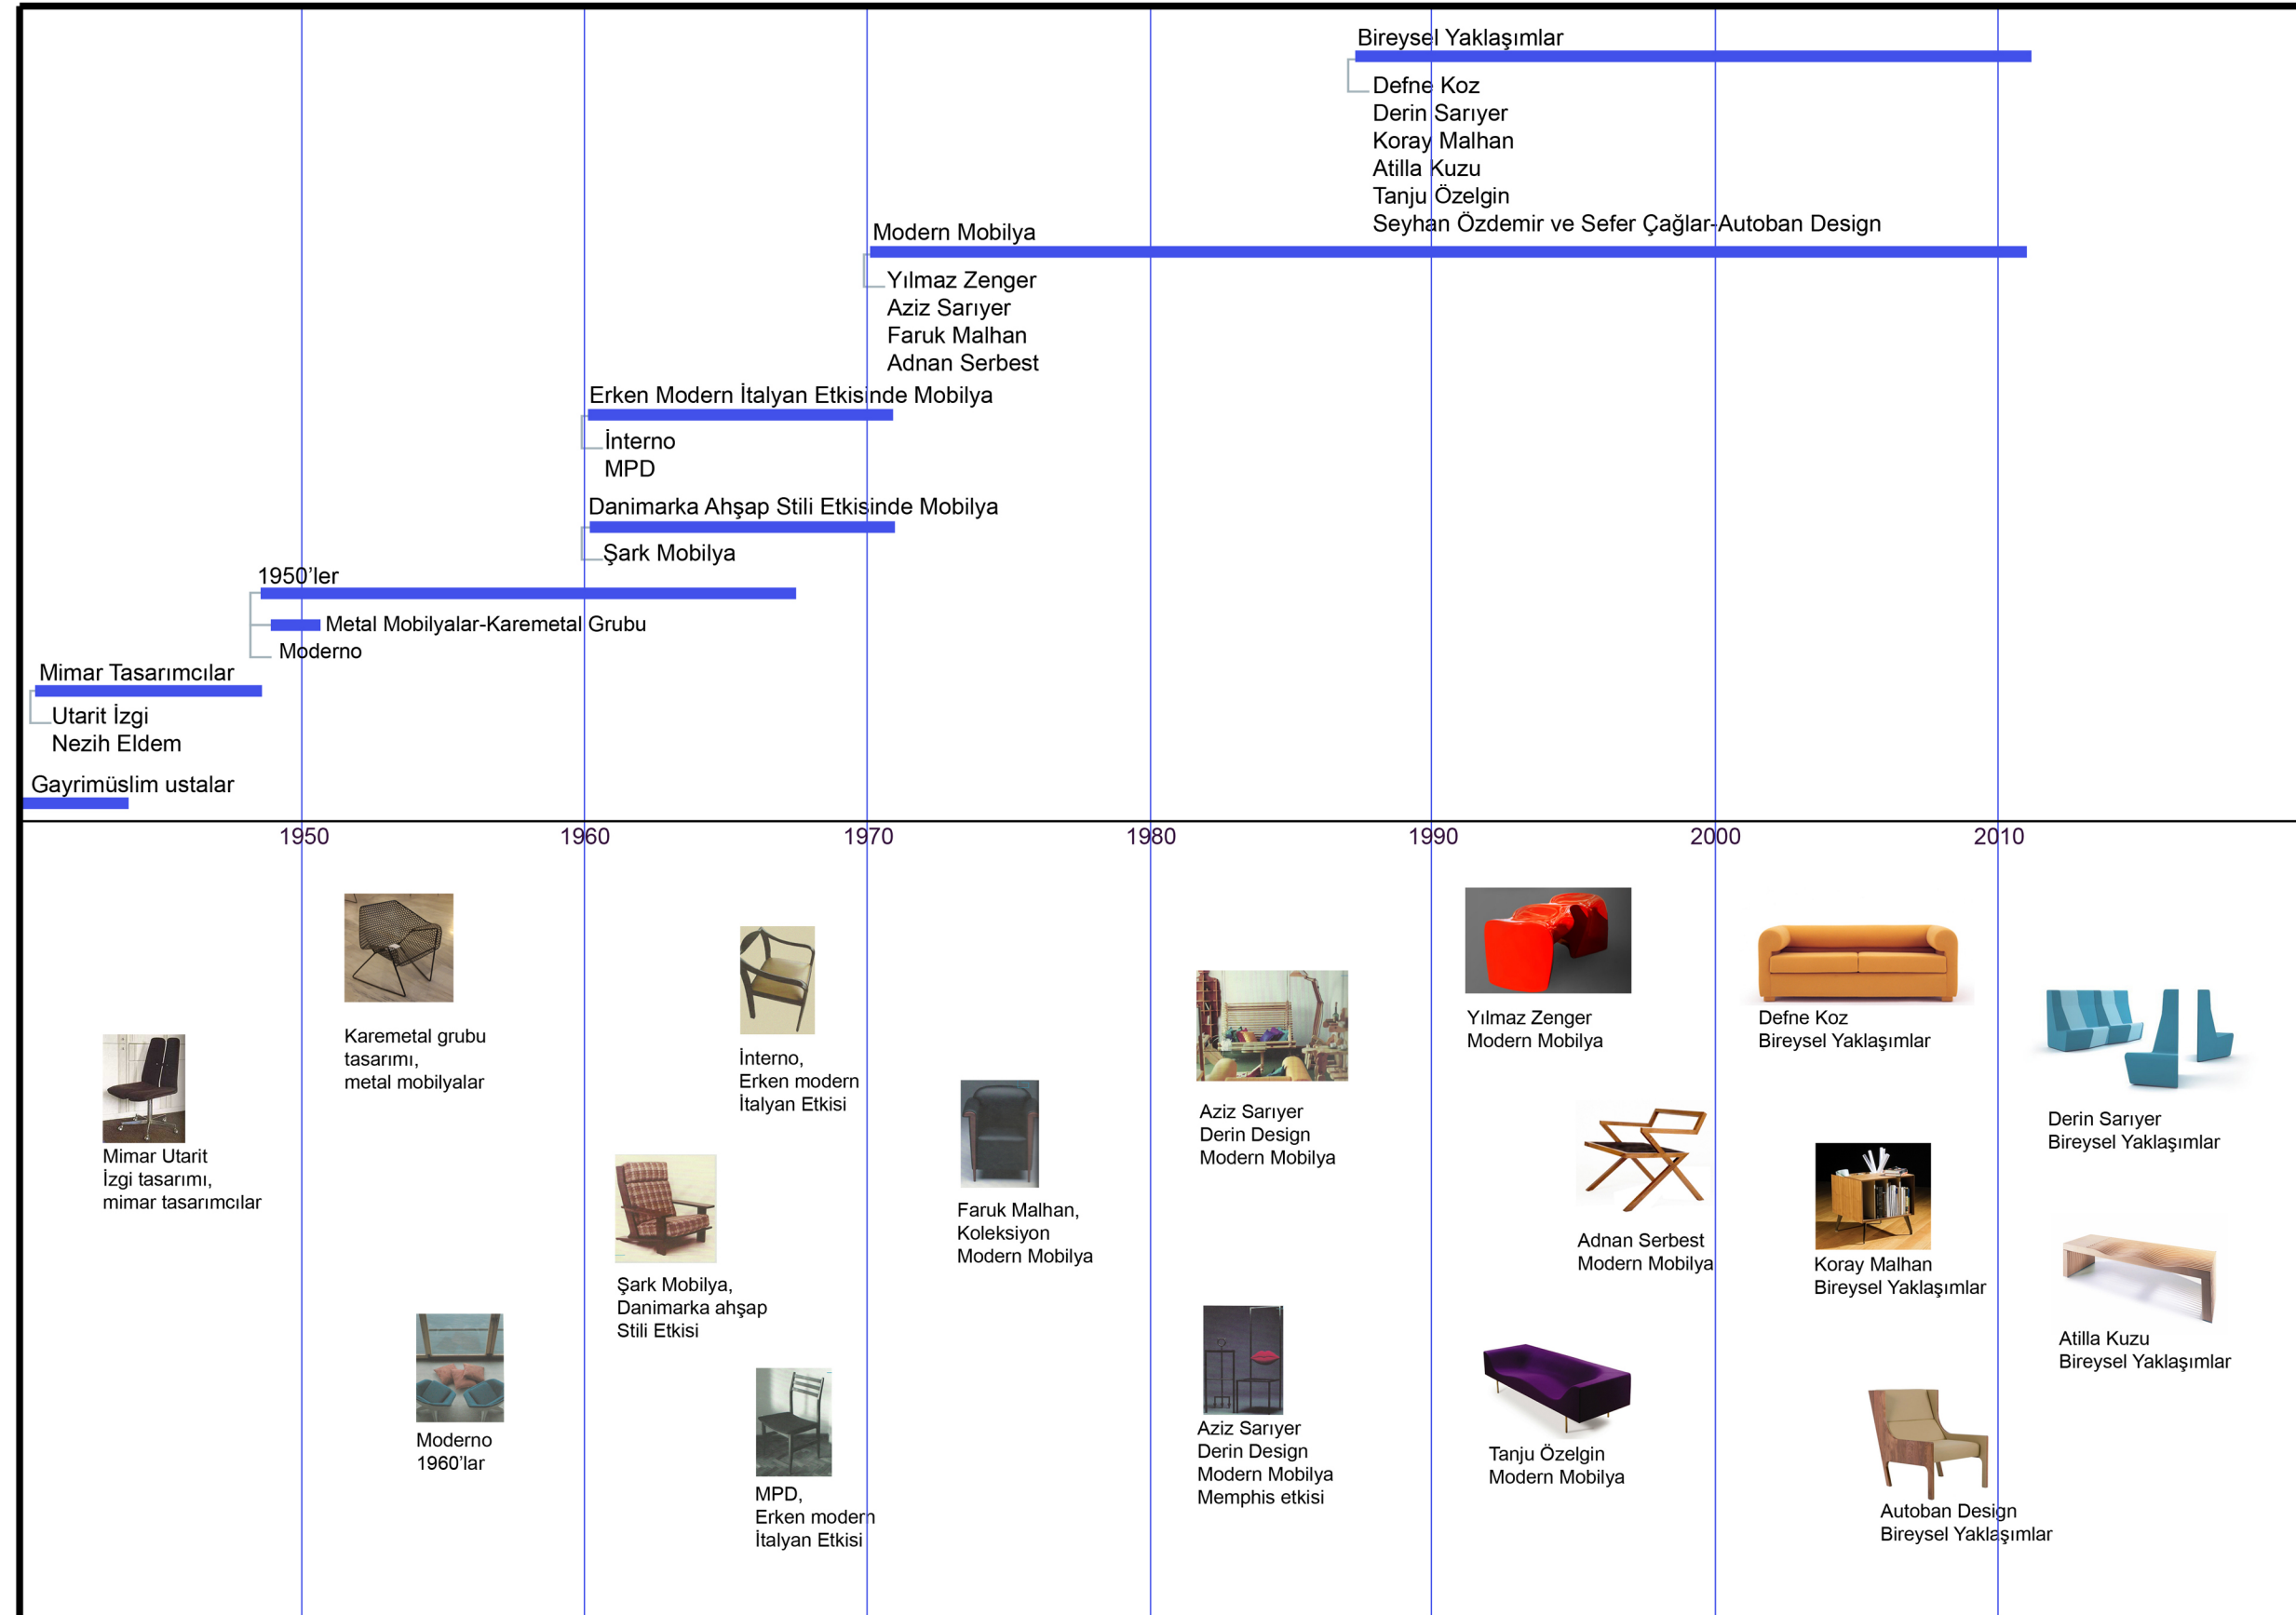 Bireysel Yaklaşımlar
Defne Koz
Derin Sarıyer
Koray Malhan
Atilla Kuzu
Tanju Özelgin
Seyhan Özdemir ve Sefer Çağlar-Autoban Design
Modern Mobilya
Yılmaz Zenger
Aziz Sarıyer
Faruk Malhan
Adnan Serbest
Erken Modern İtalyan Etkisinde Mobilya
İnterno
MPD
Danimarka Ahşap Stili Etkisinde Mobilya
Şark Mobilya
1950’ler
Metal Mobilyalar-Karemetal Grubu
Moderno
Mimar Tasarımcılar
Utarit İzgi
Nezih Eldem
Gayrimüslim ustalar
1950 1960 1970 1980 1990 2000 2010
Mimar Utarit
İzgi tasarımı,
mimar tasarımcılar
Karemetal grubu
tasarımı,
metal mobilyalar
Moderno
1960’lar
İnterno,
Erken modern
İtalyan Etkisi
Şark Mobilya,
Danimarka ahşap
Stili Etkisi
MPD,
Erken modern
İtalyan Etkisi
Faruk Malhan,
Koleksiyon
Modern Mobilya
Aziz Sarıyer
Derin Design
Modern Mobilya
Aziz Sarıyer
Derin Design
Modern Mobilya
Memphis etkisi
Yılmaz Zenger
Modern Mobilya
Adnan Serbest
Modern Mobilya
Tanju Özelgin
Modern Mobilya
Defne Koz
Bireysel Yaklaşımlar
Koray Malhan
Bireysel Yaklaşımlar
Autoban Design
Bireysel Yaklaşımlar
Derin Sarıyer
Bireysel Yaklaşımlar
Atilla Kuzu
Bireysel Yaklaşımlar